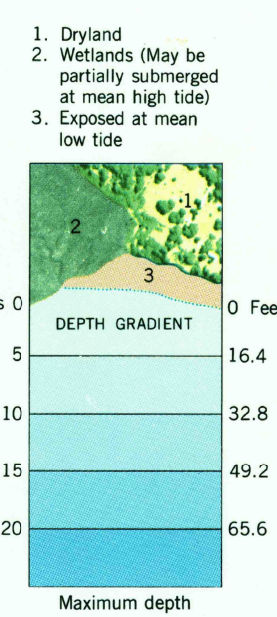 1. Dryland
2. Wetlands (May be
partially submerged
at mean high tide)
3. Exposed at mean
low tide
1
2
3
s 0
0 Fee
DEPTH GRADIENT
5
16.4
10
32.8
15
49.2
20
65.6
Maximum depth